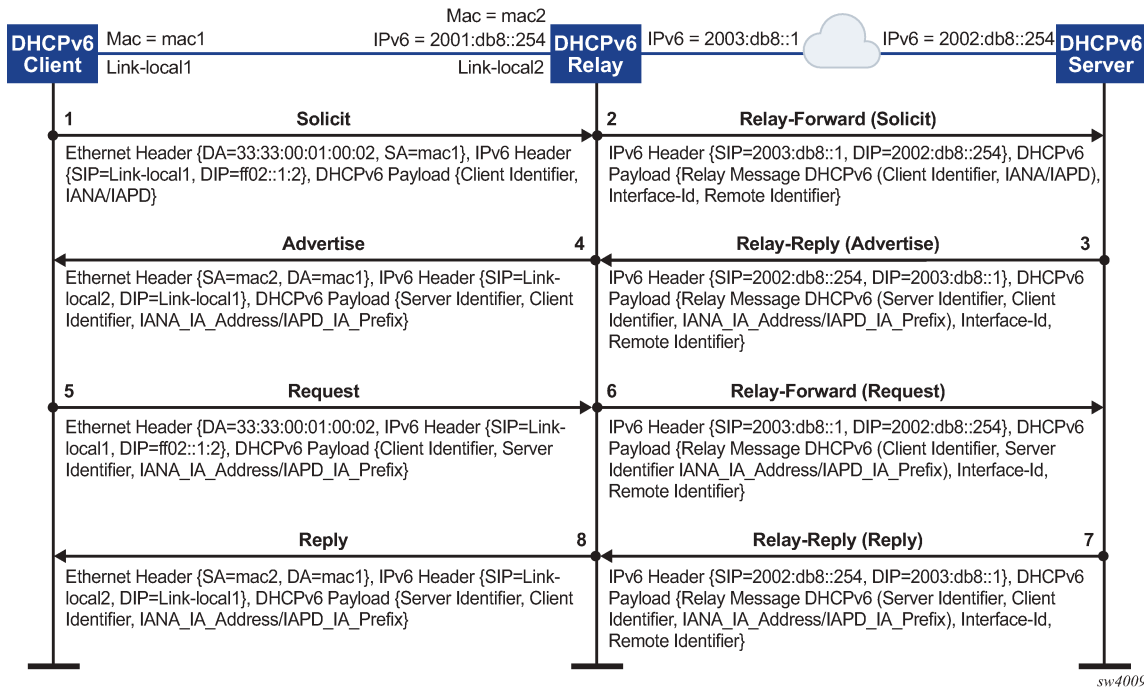 Mac = mac2
DHCPv6
Client
Mac = mac1
IPv6 = 2001:db8::254
DHCPv6
Relay
IPv6 = 2003:db8::1
IPv6 = 2002:db8::254
DHCPv6
Server
Link-local1
Link-local2
1
Solicit
2
Relay-Forward (Solicit)
Ethernet Header {DA=33:33:00:01:00:02, SA=mac1}, IPv6 Header
{SIP=Link-local1, DIP=ff02::1:2}, DHCPv6 Payload {Client Identifier,
IANA/IAPD}
IPv6 Header {SIP=2003:db8::1, DIP=2002:db8::254}, DHCPv6
Payload {Relay Message DHCPv6 (Client Identifier, IANA/IAPD),
Interface-Id, Remote Identifier}
Advertise
4
Relay-Reply (Advertise)
3
Ethernet Header {SA=mac2, DA=mac1}, IPv6 Header {SIP=Link-
local2, DIP=Link-local1}, DHCPv6 Payload {Server Identifier, Client
Identifier, IANA_IA_Address/IAPD_IA_Prefix}
IPv6 Header {SIP=2002:db8::254, DIP=2003:db8::1}, DHCPv6
Payload {Relay Message DHCPv6 (Server Identifier, Client
Identifier, IANA_IA_Address/IAPD_IA_Prefix), Interface-Id,
Remote Identifier}
5
Request
6
Relay-Forward (Request)
Ethernet Header {DA=33:33:00:01:00:02, IPv6 Header {SIP=Link-
local1, DIP=ff02::1:2}, DHCPv6 Payload {Client Identifier, Server
Identifier, IANA_IA_Address/IAPD_IA_Prefix}
IPv6 Header {SIP=2003:db8::1, DIP=2002:db8::254}, DHCPv6
Payload {Relay Message DHCPv6 (Client Identifier, Server
Identifier IANA_IA_Address/IAPD_IA_Prefix), Interface-Id,
Remote Identifier}
Reply
8
Relay-Reply (Reply)
7
Ethernet Header {SA=mac2, DA=mac1}, IPv6 Header {SIP=Link-
local2, DIP=Link-local1}, DHCPv6 Payload {Server Identifier, Client
Identifier, IANA_IA_Address/IAPD_IA_Prefix}
IPv6 Header {SIP=2002:db8::254, DIP=2003:db8::1}, DHCPv6
Payload {Relay Message DHCPv6 (Server Identifier, Client
Identifier, IANA_IA_Address/IAPD_IA_Prefix), Interface-Id,
Remote Identifier}
sw4009